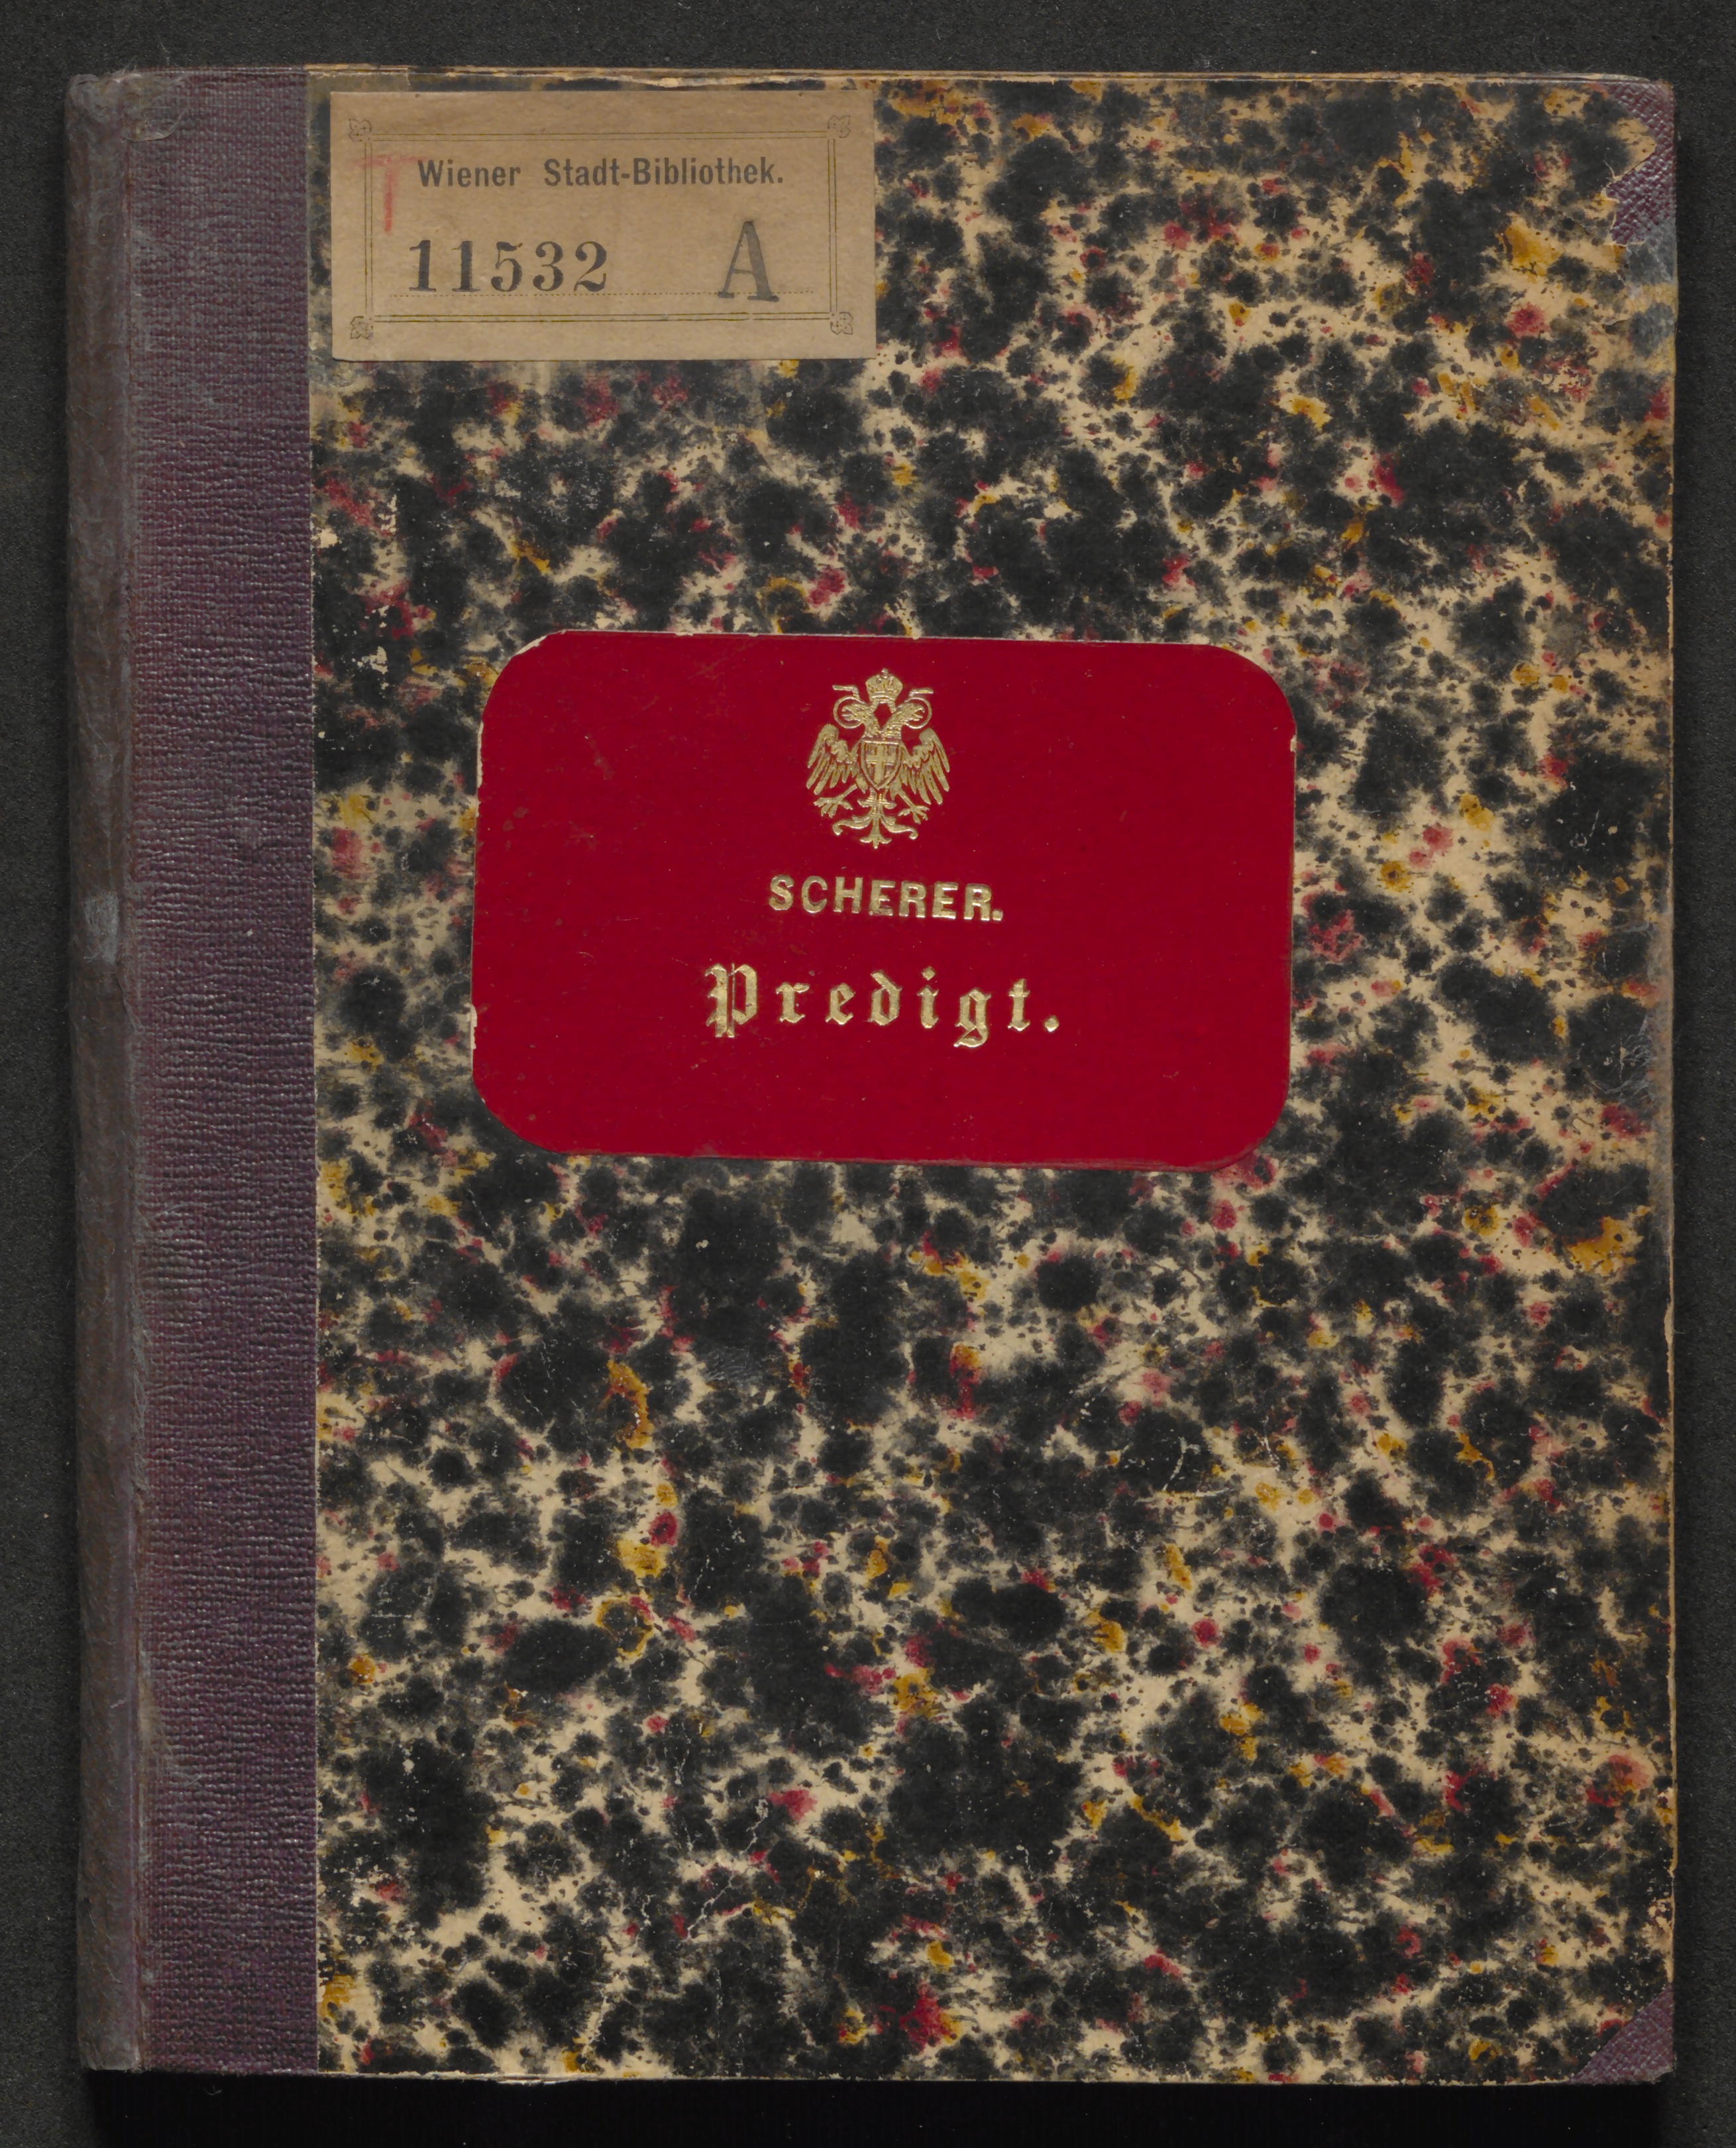 Wiener Stadt-Bibliothek.
T
11532 A
SCHERER.
Predigt.